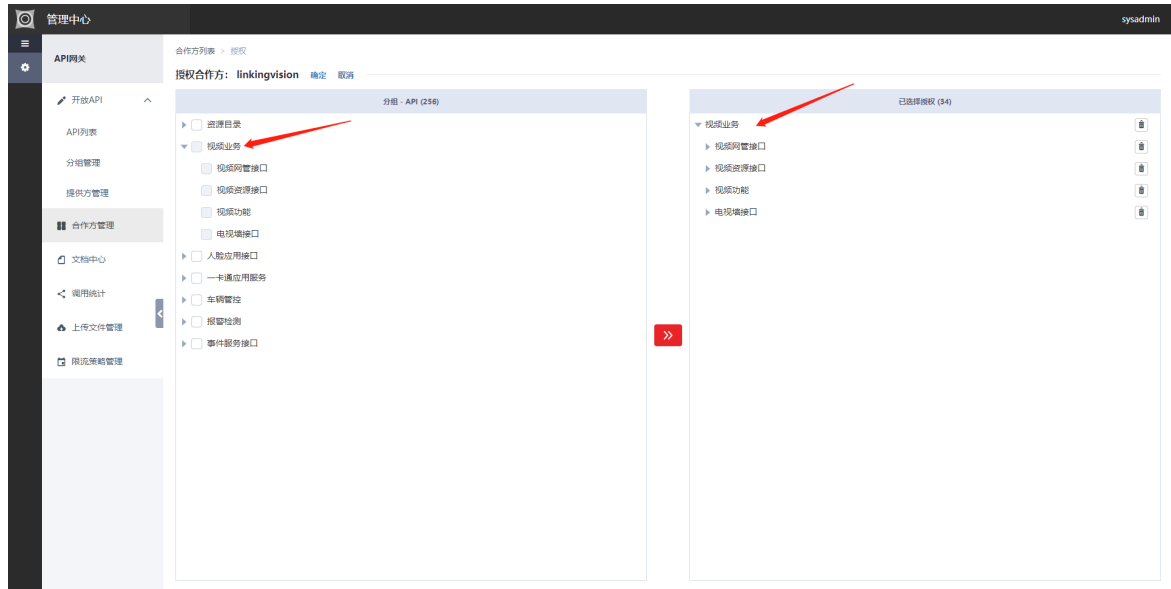 管理中心
sysadmin
API网关
合作方列表 > 授权
授权合作方： linkingvision 确定 取消
开放API
API列表
分组管理
提供方管理
合作方管理
文档中心
调用统计
上传文件管理
限流策略管理
分组 - API (256)
资源目录
视频业务
视频网管接口
视频资源接口
视频功能
电视墙接口
人脸应用接口
一卡通应用服务
车辆管控
报警检测
事件服务接口
已选择授权 (34)
视频业务
视频网管接口
视频资源接口
视频功能
电视墙接口